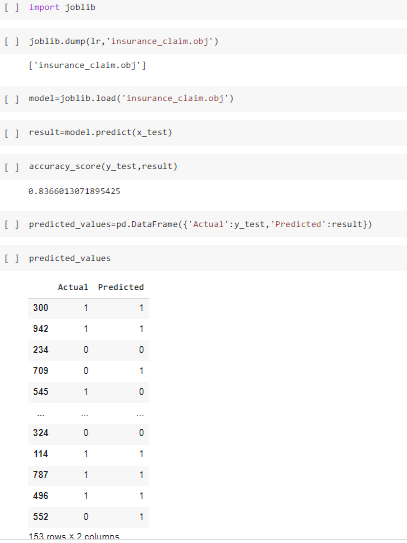 [ ] import joblib
[ ] joblib.dump(lr,'insurance_claim.obj')
['insurance_claim.obj']
[ ] model=joblib.load('insurance_claim.obj')
[ ] result=model.predict(x_test)
[ ] accuracy_score(y_test,result)
0.8366013071895425
[ ] predicted_values=pd.DataFrame({'Actual':y_test,'Predicted':result})
[ ] predicted_values
Actual Predicted
300 1 1
942 1 1
234 0 0
709 0 1
545 1 0
... ... ...
324 0 0
114 1 1
787 1 1
496 1 1
552 0 1
153 rows × 2 columns